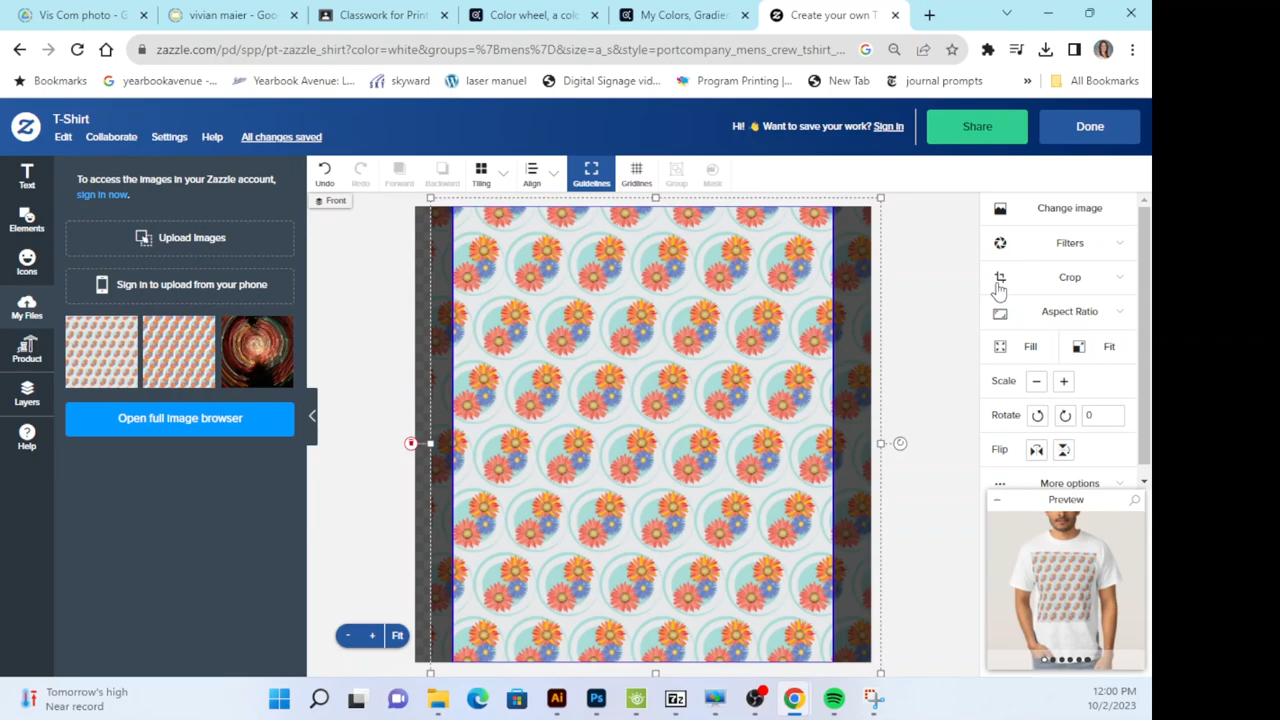 Vis Com photo - G
vivian maier - Goo
Classwork for Prin
Color wheel, a colo
My Colors, Gradien
Create your own T
zazzle.com/pd/spp/pt-zazzle_shirt?color=white&groups=%7Bmens%7D&size=a_s&style=portcompany_mens_crew_tshirt_...
Bookmarks
yearbookavenue -...
Yearbook Avenue: L...
skyward
laser manuel
Digital Signage vid...
Program Printing |...
New Tab
journal prompts
»
All Bookmarks
T-Shirt
Edit
Collaborate
Settings
Help
All changes saved
Hi! 👋 Want to save your work? Sign in
Share
Done
Text
Elements
Icons
My Files
Product
Layers
Help
To access the images in your Zazzle account,
sign in now.
Upload Images
Sign in to upload from your phone
Open full image browser
Undo
Redo
Forward
Backward
Tiling
Align
Guidelines
Gridlines
Group
Mask
Front
- + Fit
Change image
Filters
Crop
Aspect Ratio
Fill
Fit
Scale
Rotate
0
Flip
More options
Preview
Tomorrow's high
Near record
12:00 PM
10/2/2023